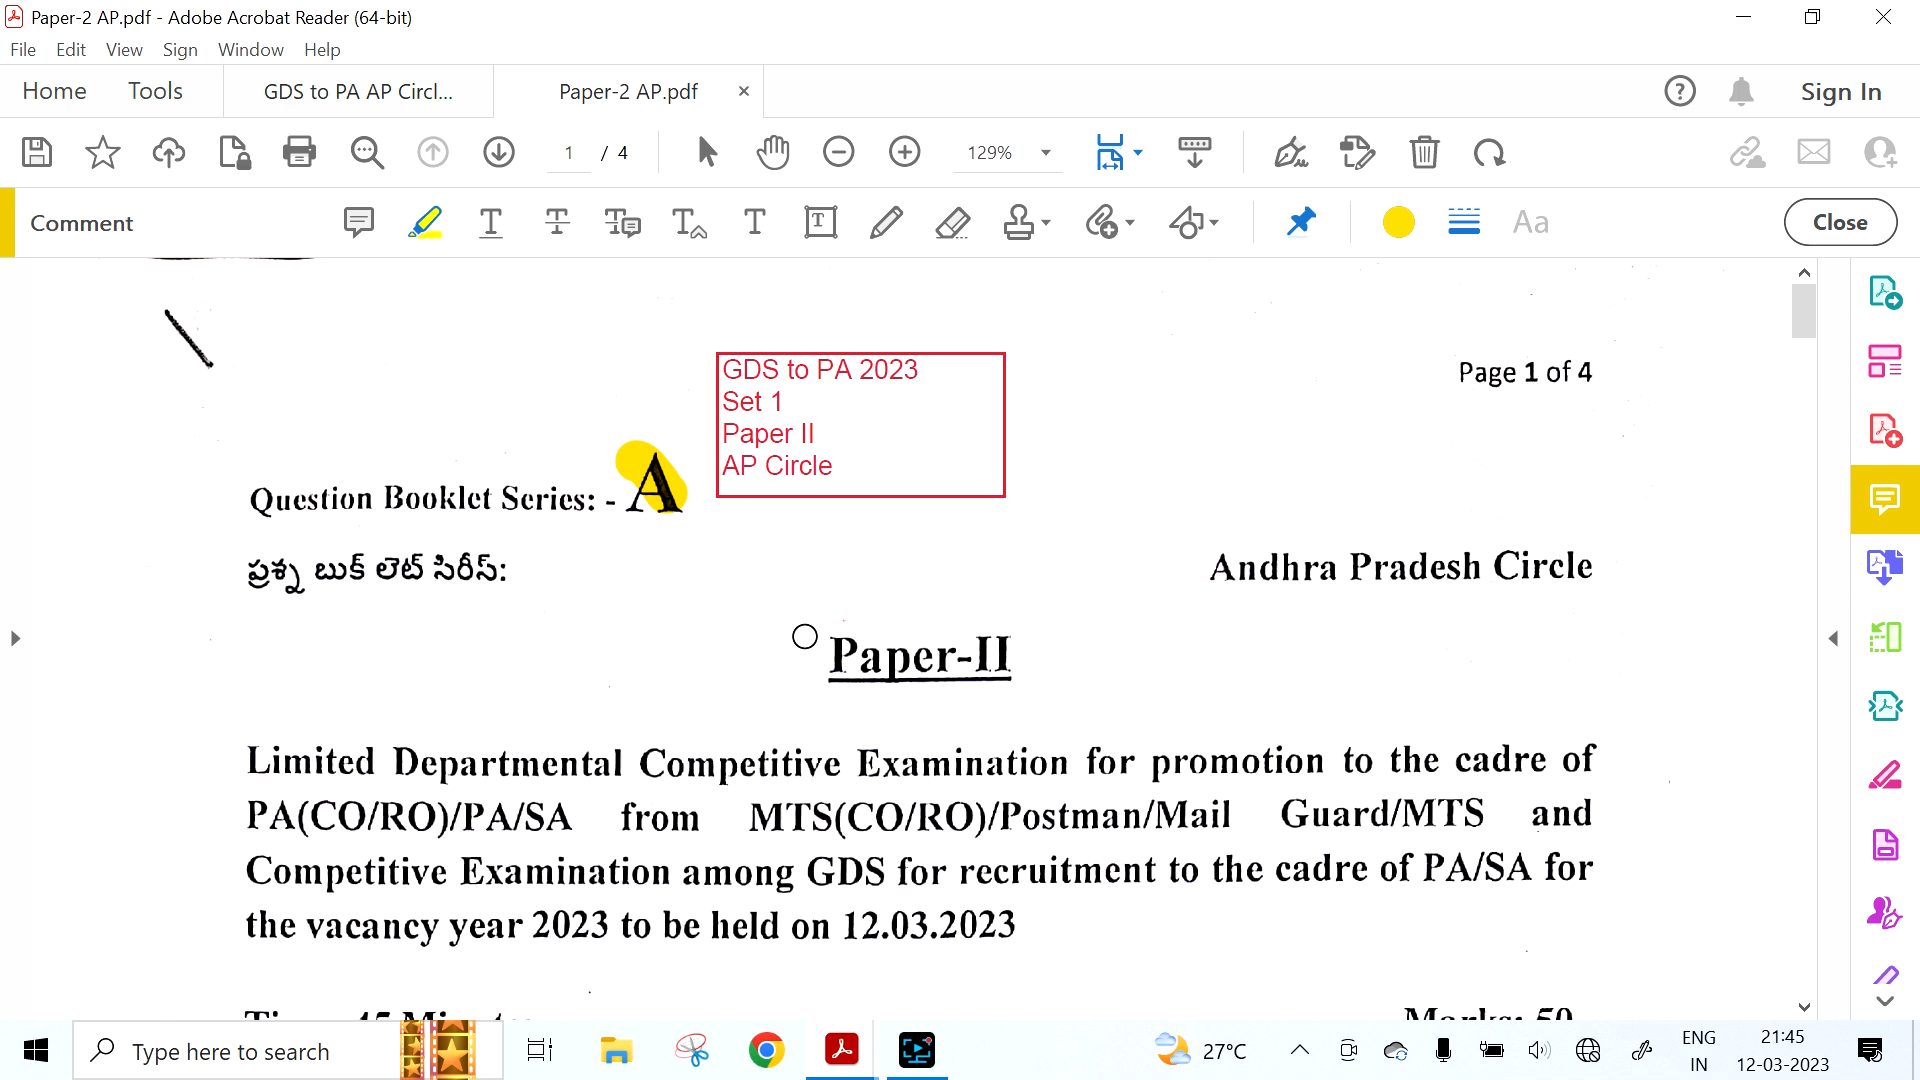 Paper-2 AP.pdf - Adobe Acrobat Reader (64-bit)
File Edit View Sign Window Help
Home Tools GDS to PA AP Circl... Paper-2 AP.pdf × Sign In
1 / 4 129%
Comment Aa Close
GDS to PA 2023
Set 1
Paper II
AP Circle
Page 1 of 4
Question Booklet Series: - A
ప్రశ్న బుక్ లెట్ సిరీస్:
Andhra Pradesh Circle
Paper-II
Limited Departmental Competitive Examination for promotion to the cadre of
PA(CO/RO)/PA/SA from MTS(CO/RO)/Postman/Mail Guard/MTS and
Competitive Examination among GDS for recruitment to the cadre of PA/SA for
the vacancy year 2023 to be held on 12.03.2023
Type here to search
27°C
ENG
IN
21:45
12-03-2023